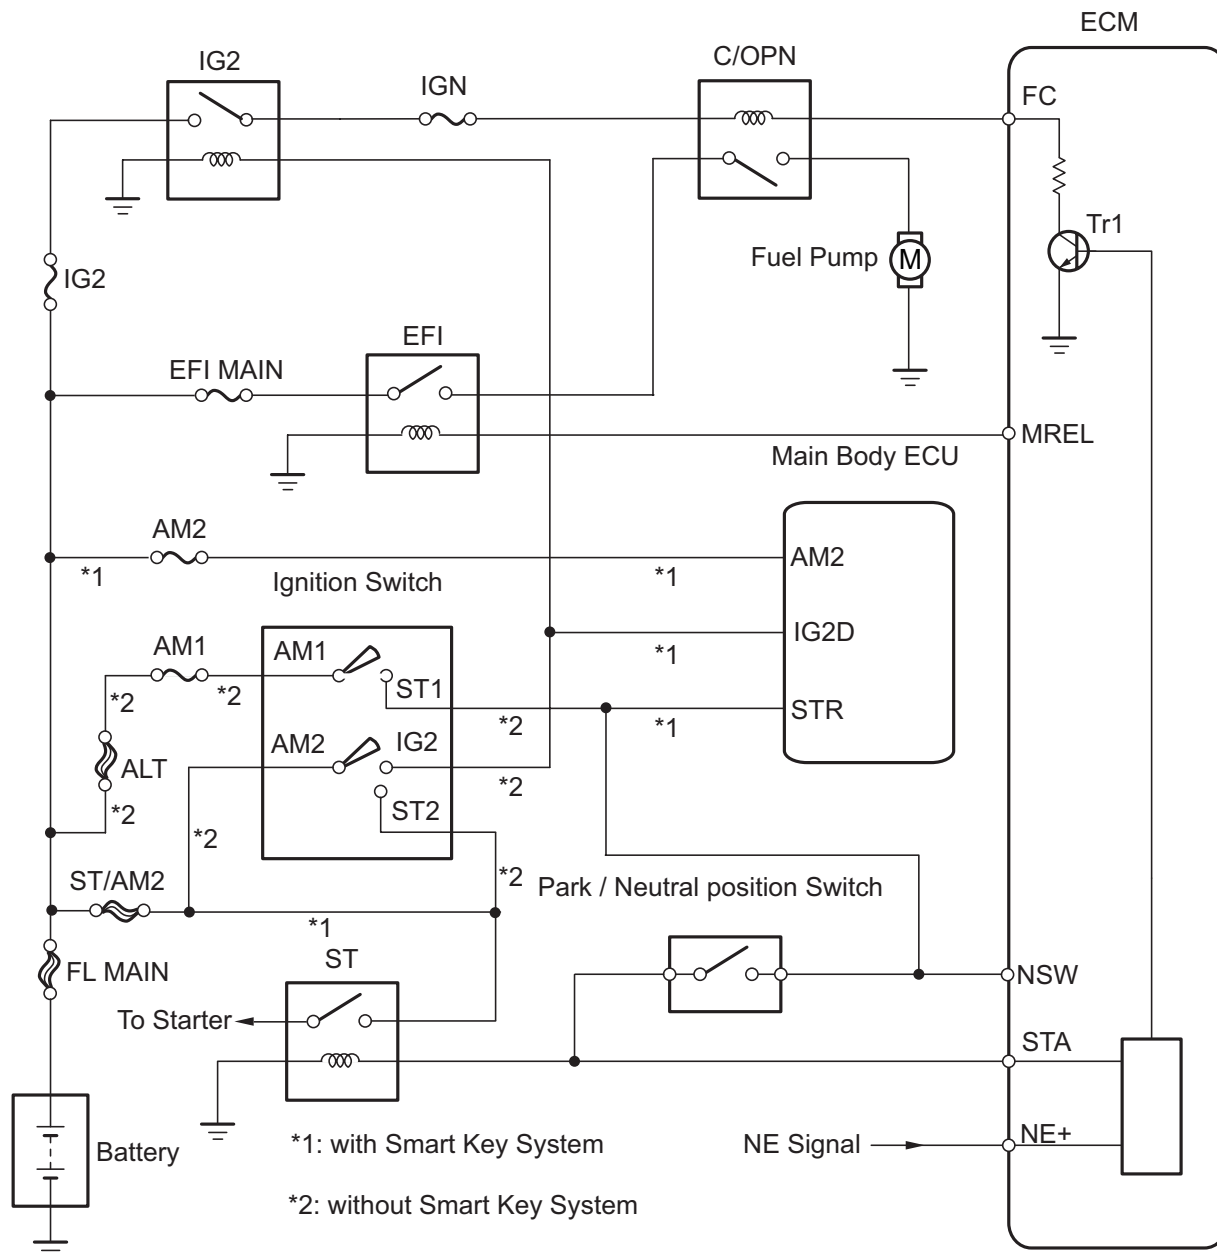 ECM
IG2
IGN
C/OPN
FC
Tr1
IG2
Fuel Pump
M
EFI
EFI MAIN
MREL
Main Body ECU
AM2
*1
*1
AM2
Ignition Switch
IG2D
*1
AM1
AM1
*2
*2
ST1
*2
*1
STR
AM2
IG2
ALT
*2
*2
ST2
*2
*2
ST/AM2
Park / Neutral position Switch
*1
FL MAIN
ST
NSW
To Starter
STA
Battery
*1: with Smart Key System
NE Signal
NE+
*2: without Smart Key System